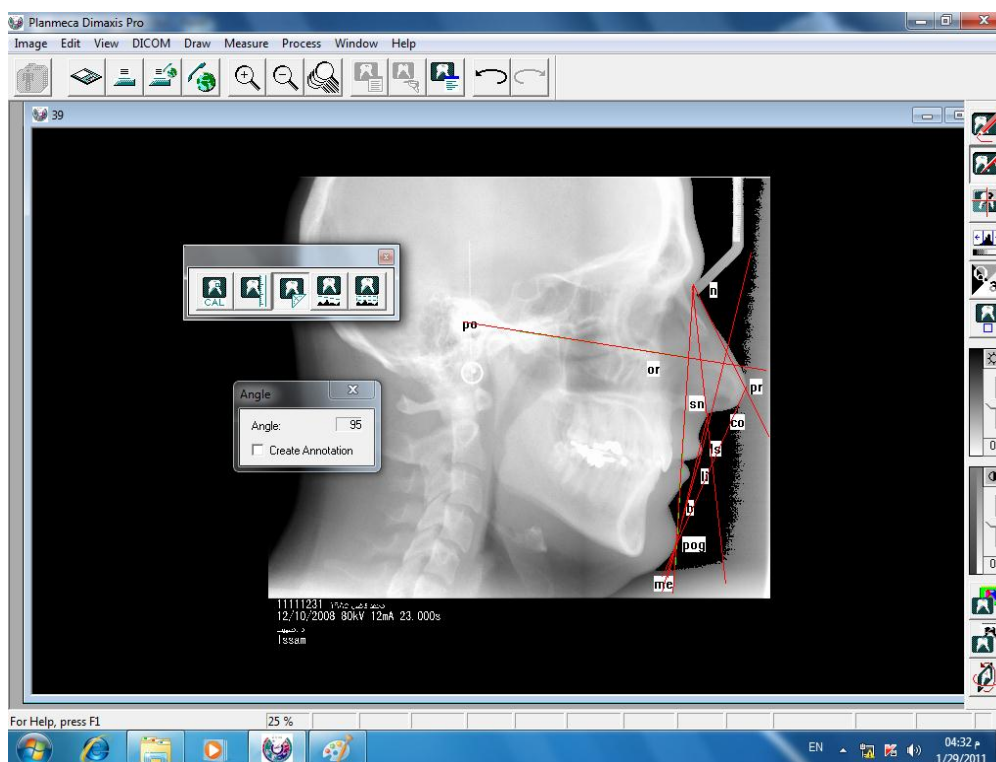 Planmeca Dimaxis Pro
Image Edit View DICOM Draw Measure Process Window Help
39
CAL
n
po
or
pr
Angle
sn
co
Angle: 95
ls
Create Annotation
li
b
pog
me
11111231
12/10/2008 80kV 12mA 23.000s
Issam
For Help, press F1
25 %
EN
04:32 م
1/29/2011